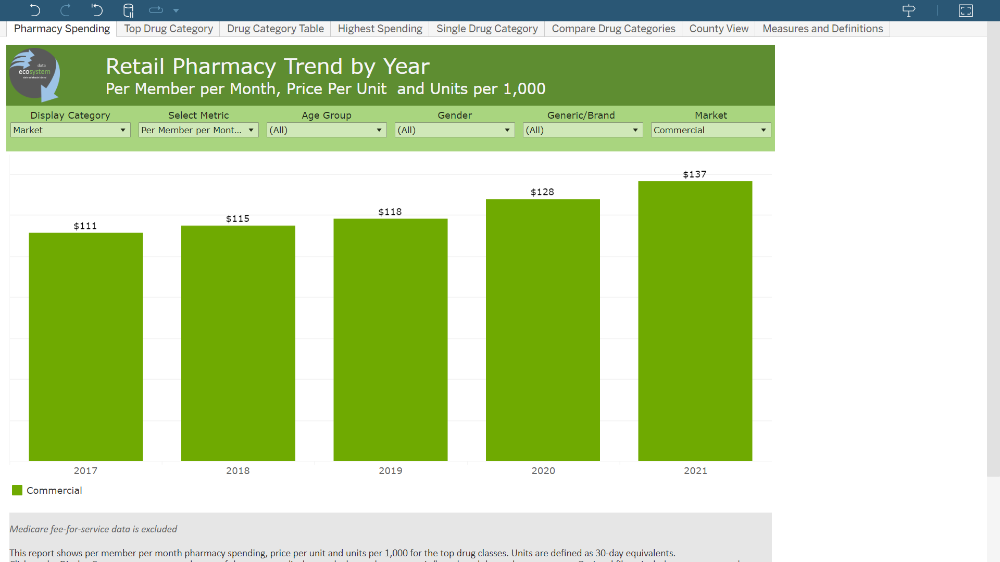 Pharmacy Spending
Top Drug Category
Drug Category Table
Highest Spending
Single Drug Category
Compare Drug Categories
County View
Measures and Definitions
data
ecosystem
state of rhode island
Retail Pharmacy Trend by Year
Per Member per Month, Price Per Unit and Units per 1,000
Display Category
Select Metric
Age Group
Gender
Generic/Brand
Market
Market
Per Member per Mont...
(All)
(All)
(All)
Commercial
$111
$115
$118
$128
$137
2017
2018
2019
2020
2021
Commercial
Medicare fee-for-service data is excluded
This report shows per member per month pharmacy spending, price per unit and units per 1,000 for the top drug classes. Units are defined as 30-day equivalents.